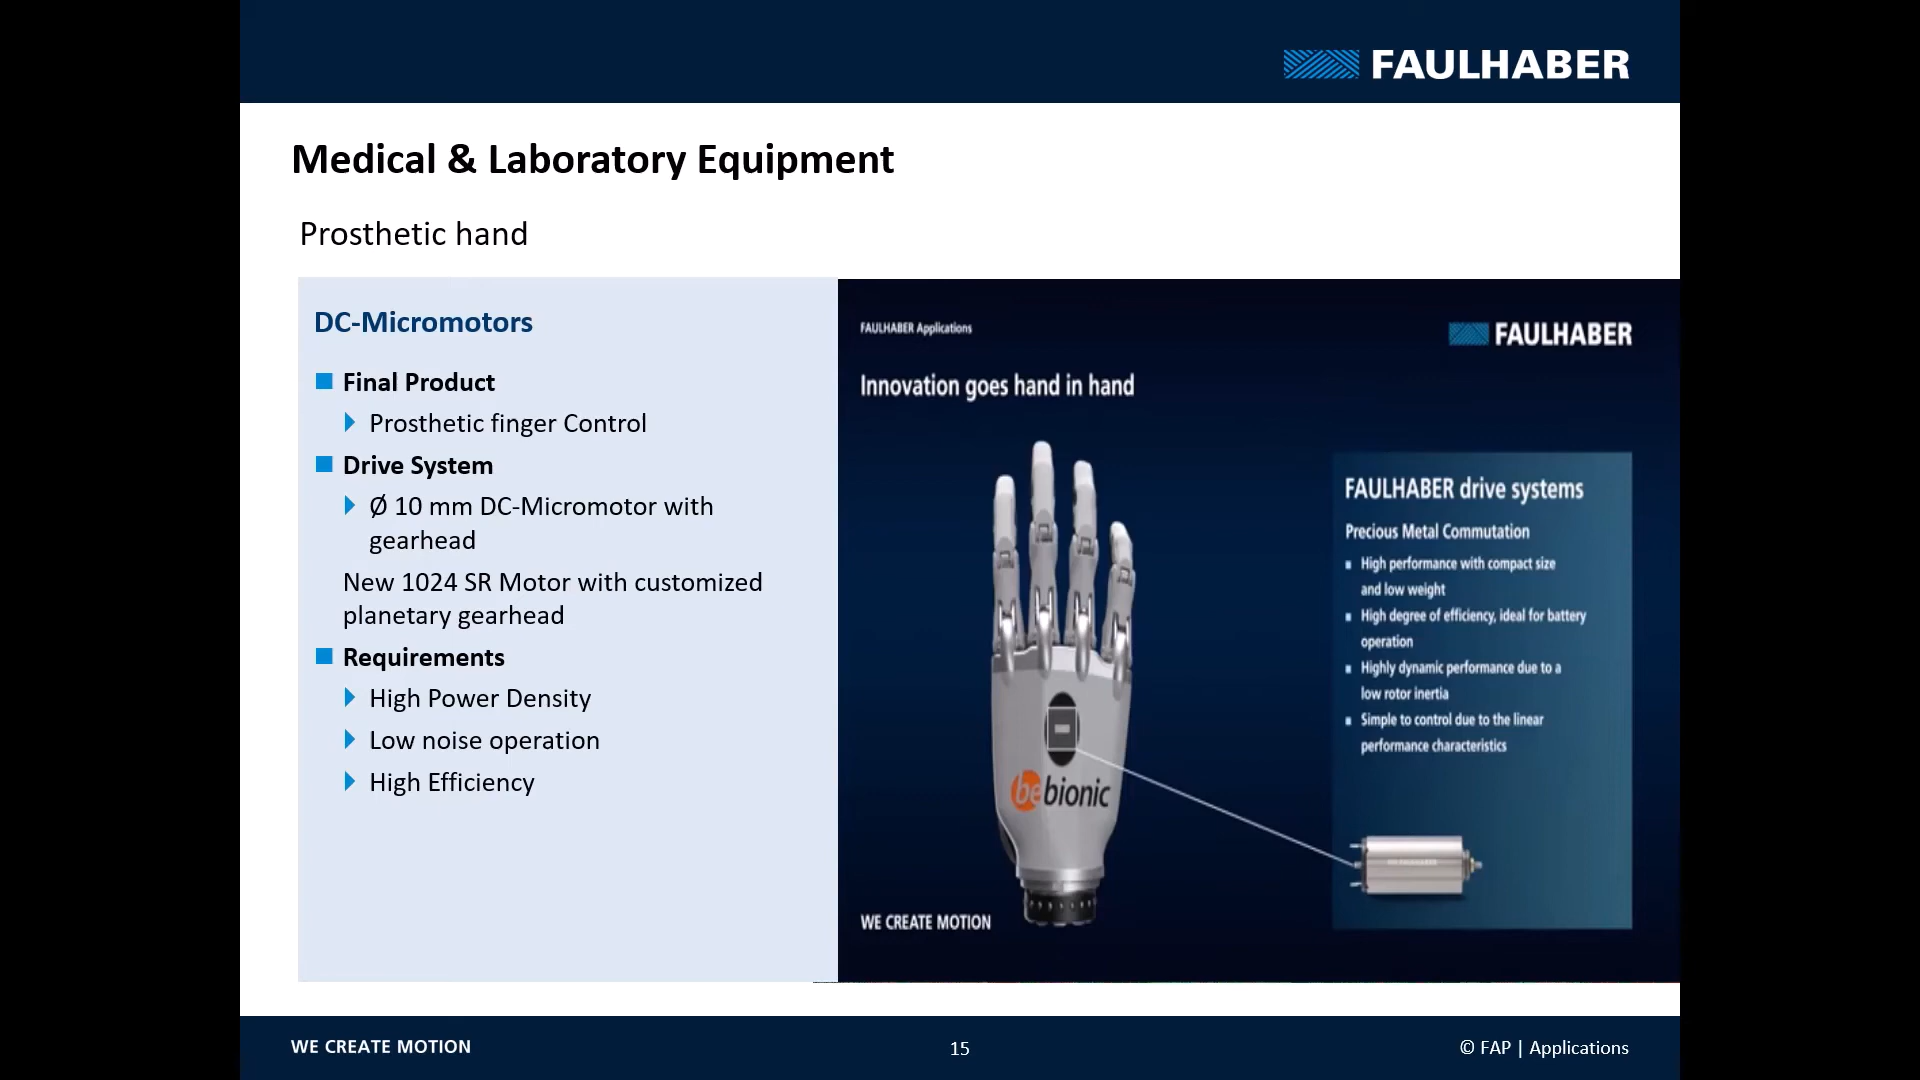 FAULHABER
Medical & Laboratory Equipment
Prosthetic hand
DC-Micromotors
Final Product
Prosthetic finger Control
Drive System
Ø 10 mm DC-Micromotor with
gearhead
New 1024 SR Motor with customized
planetary gearhead
Requirements
High Power Density
Low noise operation
High Efficiency
FAULHABER Applications
FAULHABER
Innovation goes hand in hand
FAULHABER drive systems
Precious Metal Commutation
High performance with compact size
and low weight
High degree of efficiency, ideal for battery
operation
Highly dynamic performance due to a
low rotor inertia
Simple to control due to the linear
performance characteristics
bebionic
WE CREATE MOTION
WE CREATE MOTION
15
© FAP | Applications